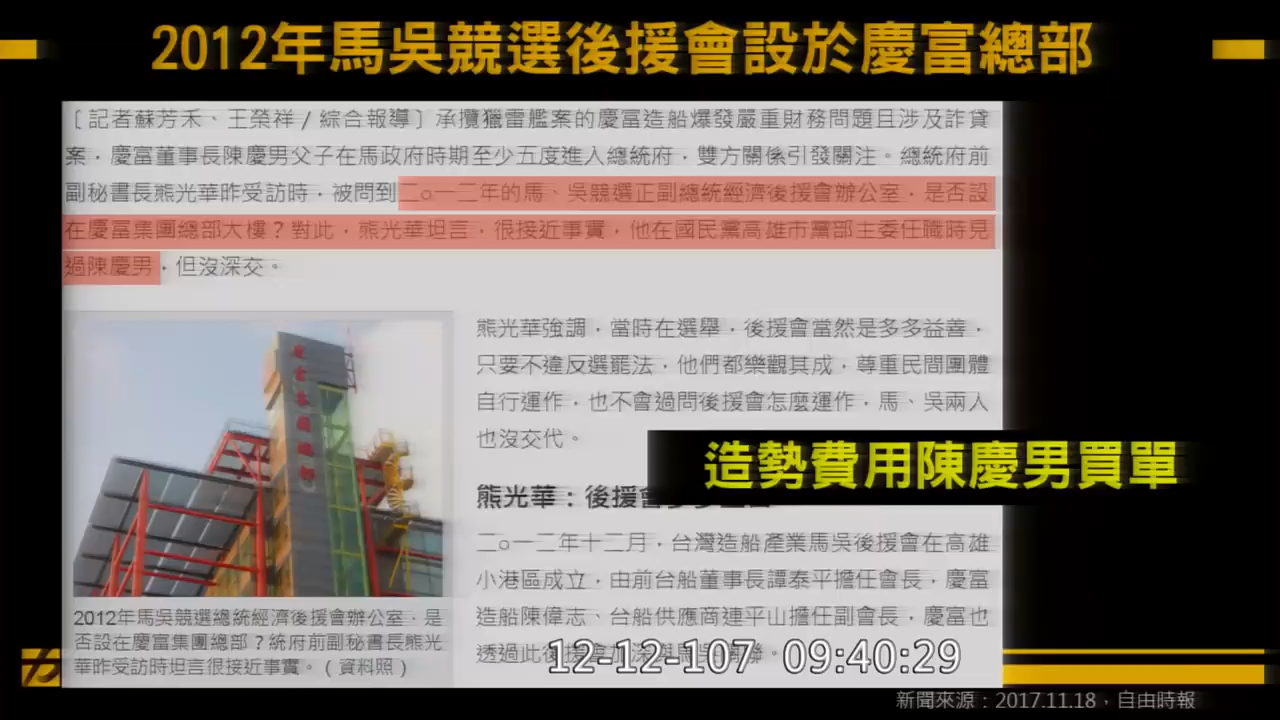 2012年馬吳競選後援會設於慶富總部
〔記者蘇芳禾、王榮祥/綜合報導〕承攬獵雷艦案的慶富造船爆發嚴重財務問題且涉及詐貸
案，慶富董事長陳慶男父子在馬政府時期至少五度進入總統府，雙方關係引發關注。總統府前
副秘書長熊光華昨受訪時，被問到二○一二年的馬、吳競選正副總統經濟後援會辦公室，是否設
在慶富集團總部大樓？對此，熊光華坦言，很接近事實，他在國民黨高雄市黨部主委任職時見
過陳慶男，但沒深交。
熊光華強調，當時在選舉，後援會當然是多多益善，
只要不違反選罷法，他們都樂觀其成，尊重民間團體
自行運作，也不會過問後援會怎麼運作，馬、吳兩人
也沒交代。
造勢費用陳慶男買單
熊光華：後援會
二○一二年十二月，台灣造船產業馬吳後援會在高雄
小港區成立，由前台船董事長譚泰平擔任會長，慶富
造船陳偉志、台船供應商連平山擔任副會長，慶富也
透過此後
2012年馬吳競選總統經濟後援會辦公室，是
否設在慶富集團總部？統府前副秘書長熊光
華昨受訪時坦言很接近事實。（資料照）
12-12-107 09:40:29
新聞來源：2017.11.18，自由時報